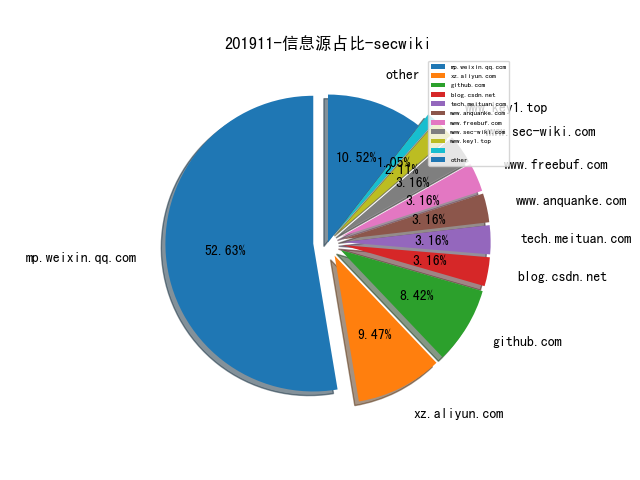 201911-信息源占比-secwiki
other
mp.weixin.qq.com
xz.aliyun.com
github.com
blog.csdn.net
tech.meituan.com
www.anquanke.com
www.freebuf.com
www.sec-wiki.com
www.key1.top
other
key1.top
sec-wiki.com
www.freebuf.com
www.anquanke.com
tech.meituan.com
blog.csdn.net
github.com
xz.aliyun.com
mp.weixin.qq.com
10.52%
1.05%
2.11%
3.16%
3.16%
3.16%
3.16%
3.16%
8.42%
9.47%
52.63%